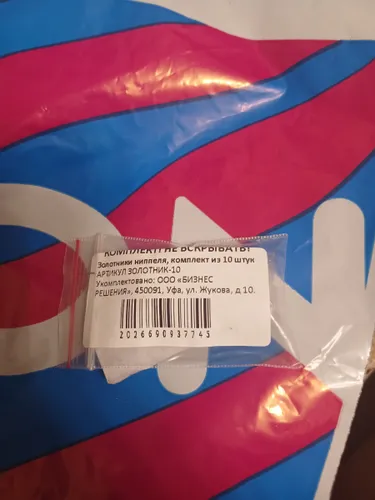 КОМПЛЕКТ! НЕ ВСКРЫВАТЬ!
Золотники ниппеля, комплект из 10 штук
АРТИКУЛ ЗОЛОТНИК-10
Укомплектовано: ООО «БИЗНЕС
РЕШЕНИЯ», 450091, Уфа, ул. Жукова, д 10.
2026690937745